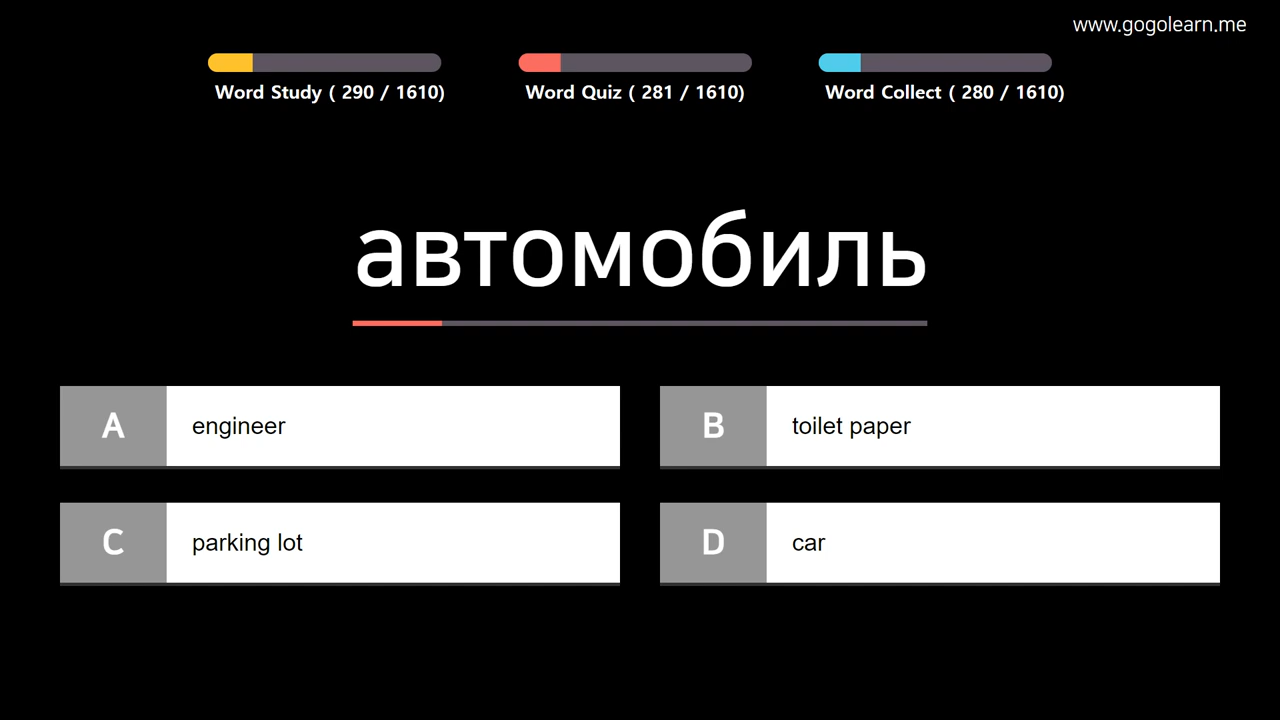 www.gogolearn.me
Word Study ( 290 / 1610)
Word Quiz ( 281 / 1610)
Word Collect ( 280 / 1610)
автомобиль
A engineer
B toilet paper
C parking lot
D car